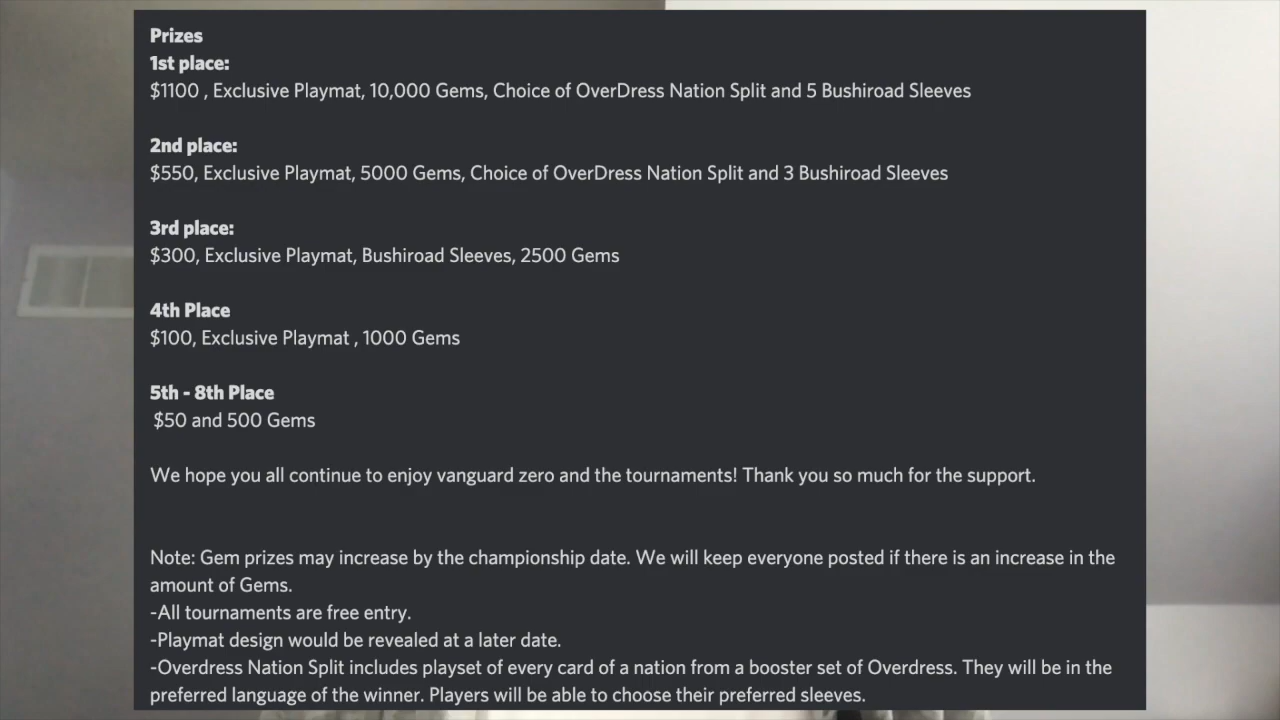 Prizes
1st place:
$1100 , Exclusive Playmat, 10,000 Gems, Choice of OverDress Nation Split and 5 Bushiroad Sleeves
2nd place:
$550, Exclusive Playmat, 5000 Gems, Choice of OverDress Nation Split and 3 Bushiroad Sleeves
3rd place:
$300, Exclusive Playmat, Bushiroad Sleeves, 2500 Gems
4th Place
$100, Exclusive Playmat , 1000 Gems
5th - 8th Place
$50 and 500 Gems
We hope you all continue to enjoy vanguard zero and the tournaments! Thank you so much for the support.
Note: Gem prizes may increase by the championship date. We will keep everyone posted if there is an increase in the
amount of Gems.
-All tournaments are free entry.
-Playmat design would be revealed at a later date.
-Overdress Nation Split includes playset of every card of a nation from a booster set of Overdress. They will be in the
preferred language of the winner. Players will be able to choose their preferred sleeves.